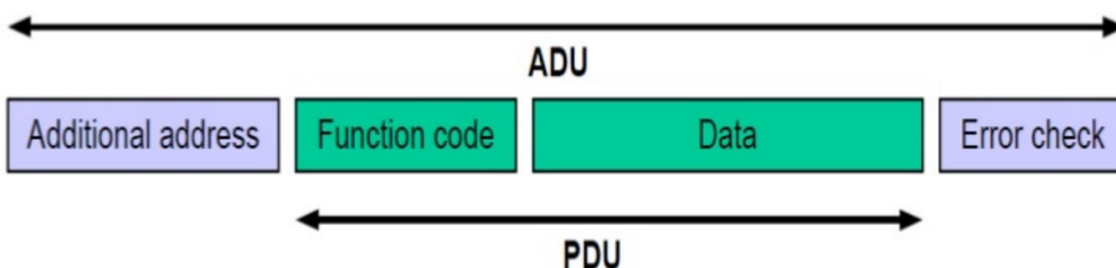 ADU
Additional address Function code Data Error check
PDU